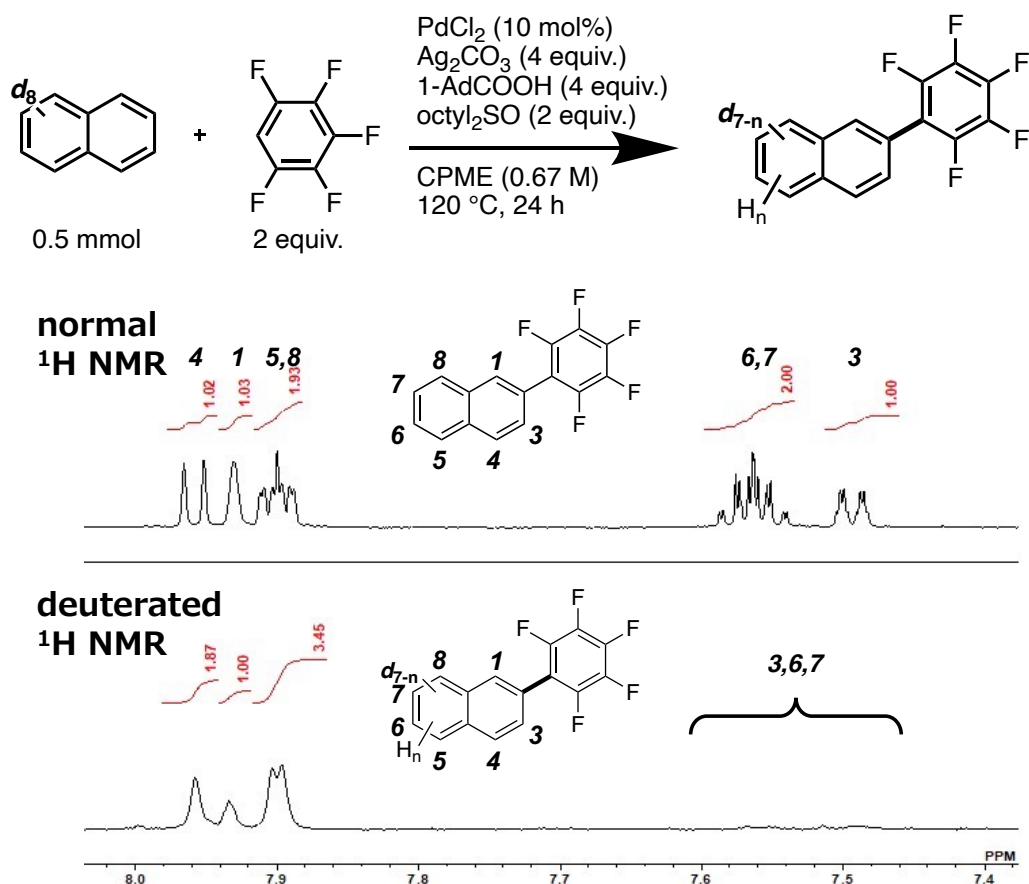 PdCl2 (10 mol%)
Ag2CO3 (4 equiv.)
1-AdCOOH (4 equiv.)
octyl2SO (2 equiv.)
CPME (0.67 M)
120 °C, 24 h
d8
+
F
F
F
F
F
0.5 mmol
2 equiv.
d7-n
Hn
F
F
F
F
F
normal
1H NMR
4 1 5,8 6,7 3
1.02 1.03 1.93 2.00 1.00
F
F
F
F
F
8 1
7
6 3
5 4
deuterated
1H NMR
1.87 1.00 3.45
3,6,7
F
F
F
F
F
d7-n 8 1
7
6 3
Hn 5 4
PPM
8.0 7.9 7.8 7.7 7.6 7.5 7.4